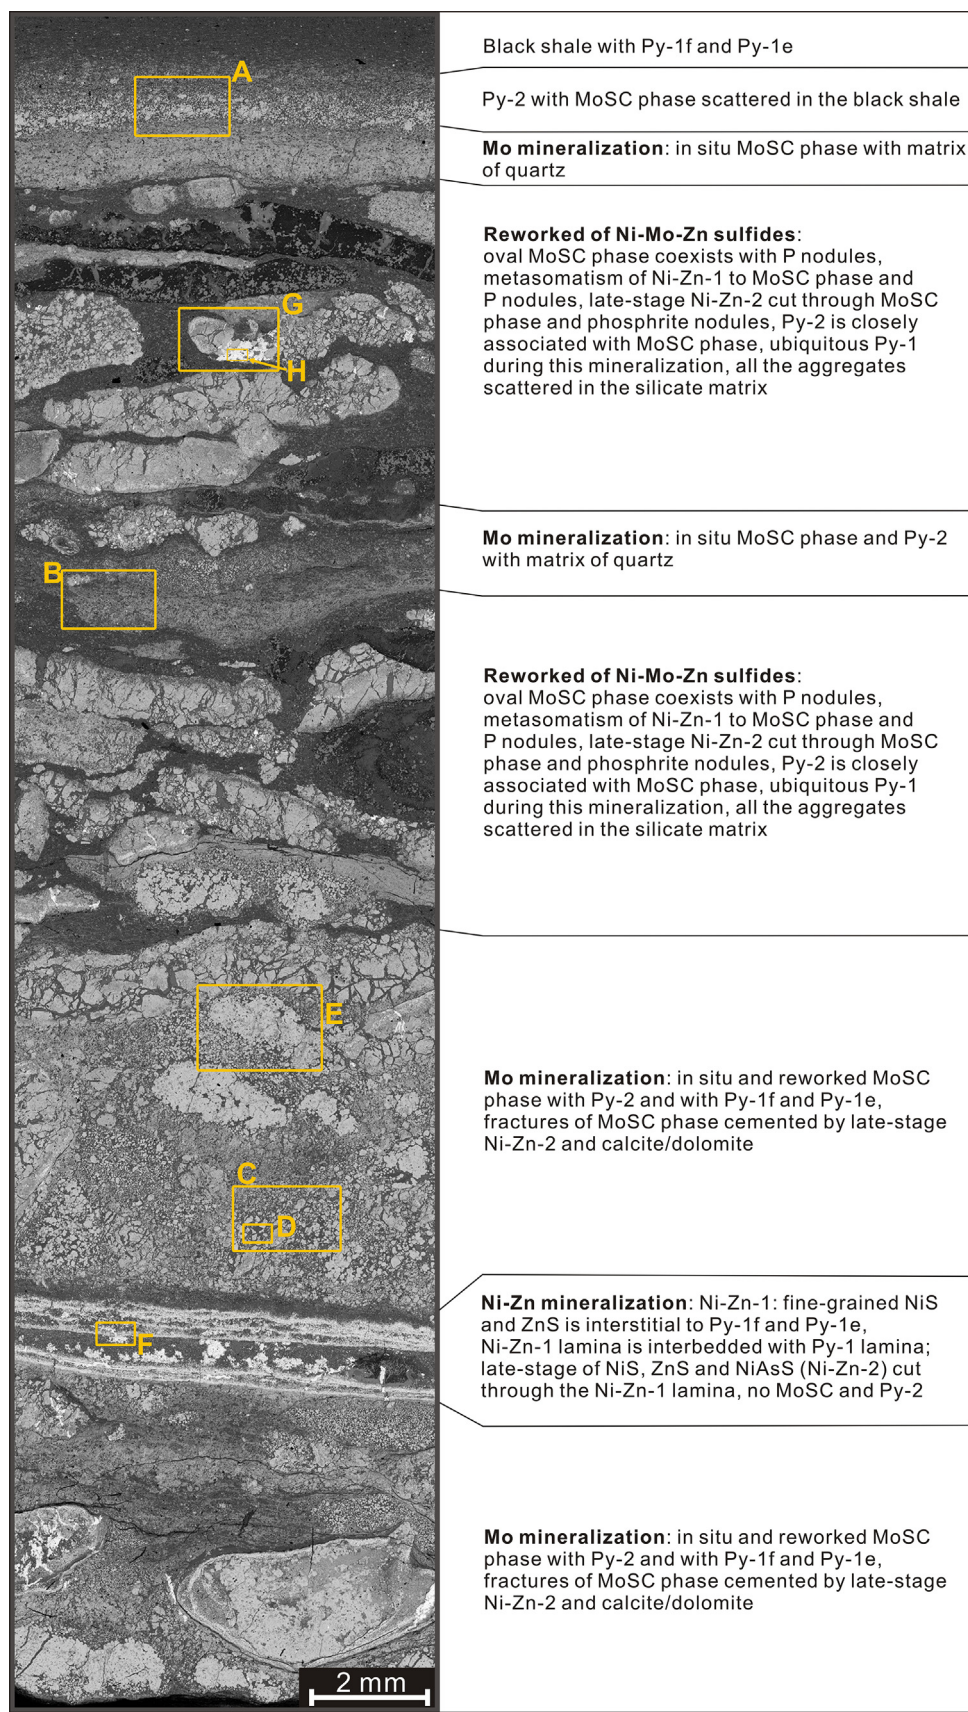 Black shale with Py-1f and Py-1e
A
Py-2 with MoSC phase scattered in the black shale
Mo mineralization: in situ MoSC phase with matrix
of quartz
Reworked of Ni-Mo-Zn sulfides:
oval MoSC phase coexists with P nodules,
metasomatism of Ni-Zn-1 to MoSC phase and
P nodules, late-stage Ni-Zn-2 cut through MoSC
phase and phosphrite nodules, Py-2 is closely
associated with MoSC phase, ubiquitous Py-1
during this mineralization, all the aggregates
scattered in the silicate matrix
G
H
Mo mineralization: in situ MoSC phase and Py-2
with matrix of quartz
B
Reworked of Ni-Mo-Zn sulfides:
oval MoSC phase coexists with P nodules,
metasomatism of Ni-Zn-1 to MoSC phase and
P nodules, late-stage Ni-Zn-2 cut through MoSC
phase and phosphrite nodules, Py-2 is closely
associated with MoSC phase, ubiquitous Py-1
during this mineralization, all the aggregates
scattered in the silicate matrix
E
Mo mineralization: in situ and reworked MoSC
phase with Py-2 and with Py-1f and Py-1e,
fractures of MoSC phase cemented by late-stage
Ni-Zn-2 and calcite/dolomite
C
D
Ni-Zn mineralization: Ni-Zn-1: fine-grained NiS
and ZnS is interstitial to Py-1f and Py-1e,
Ni-Zn-1 lamina is interbedded with Py-1 lamina;
late-stage of NiS, ZnS and NiAsS (Ni-Zn-2) cut
through the Ni-Zn-1 lamina, no MoSC and Py-2
F
Mo mineralization: in situ and reworked MoSC
phase with Py-2 and with Py-1f and Py-1e,
fractures of MoSC phase cemented by late-stage
Ni-Zn-2 and calcite/dolomite
2 mm